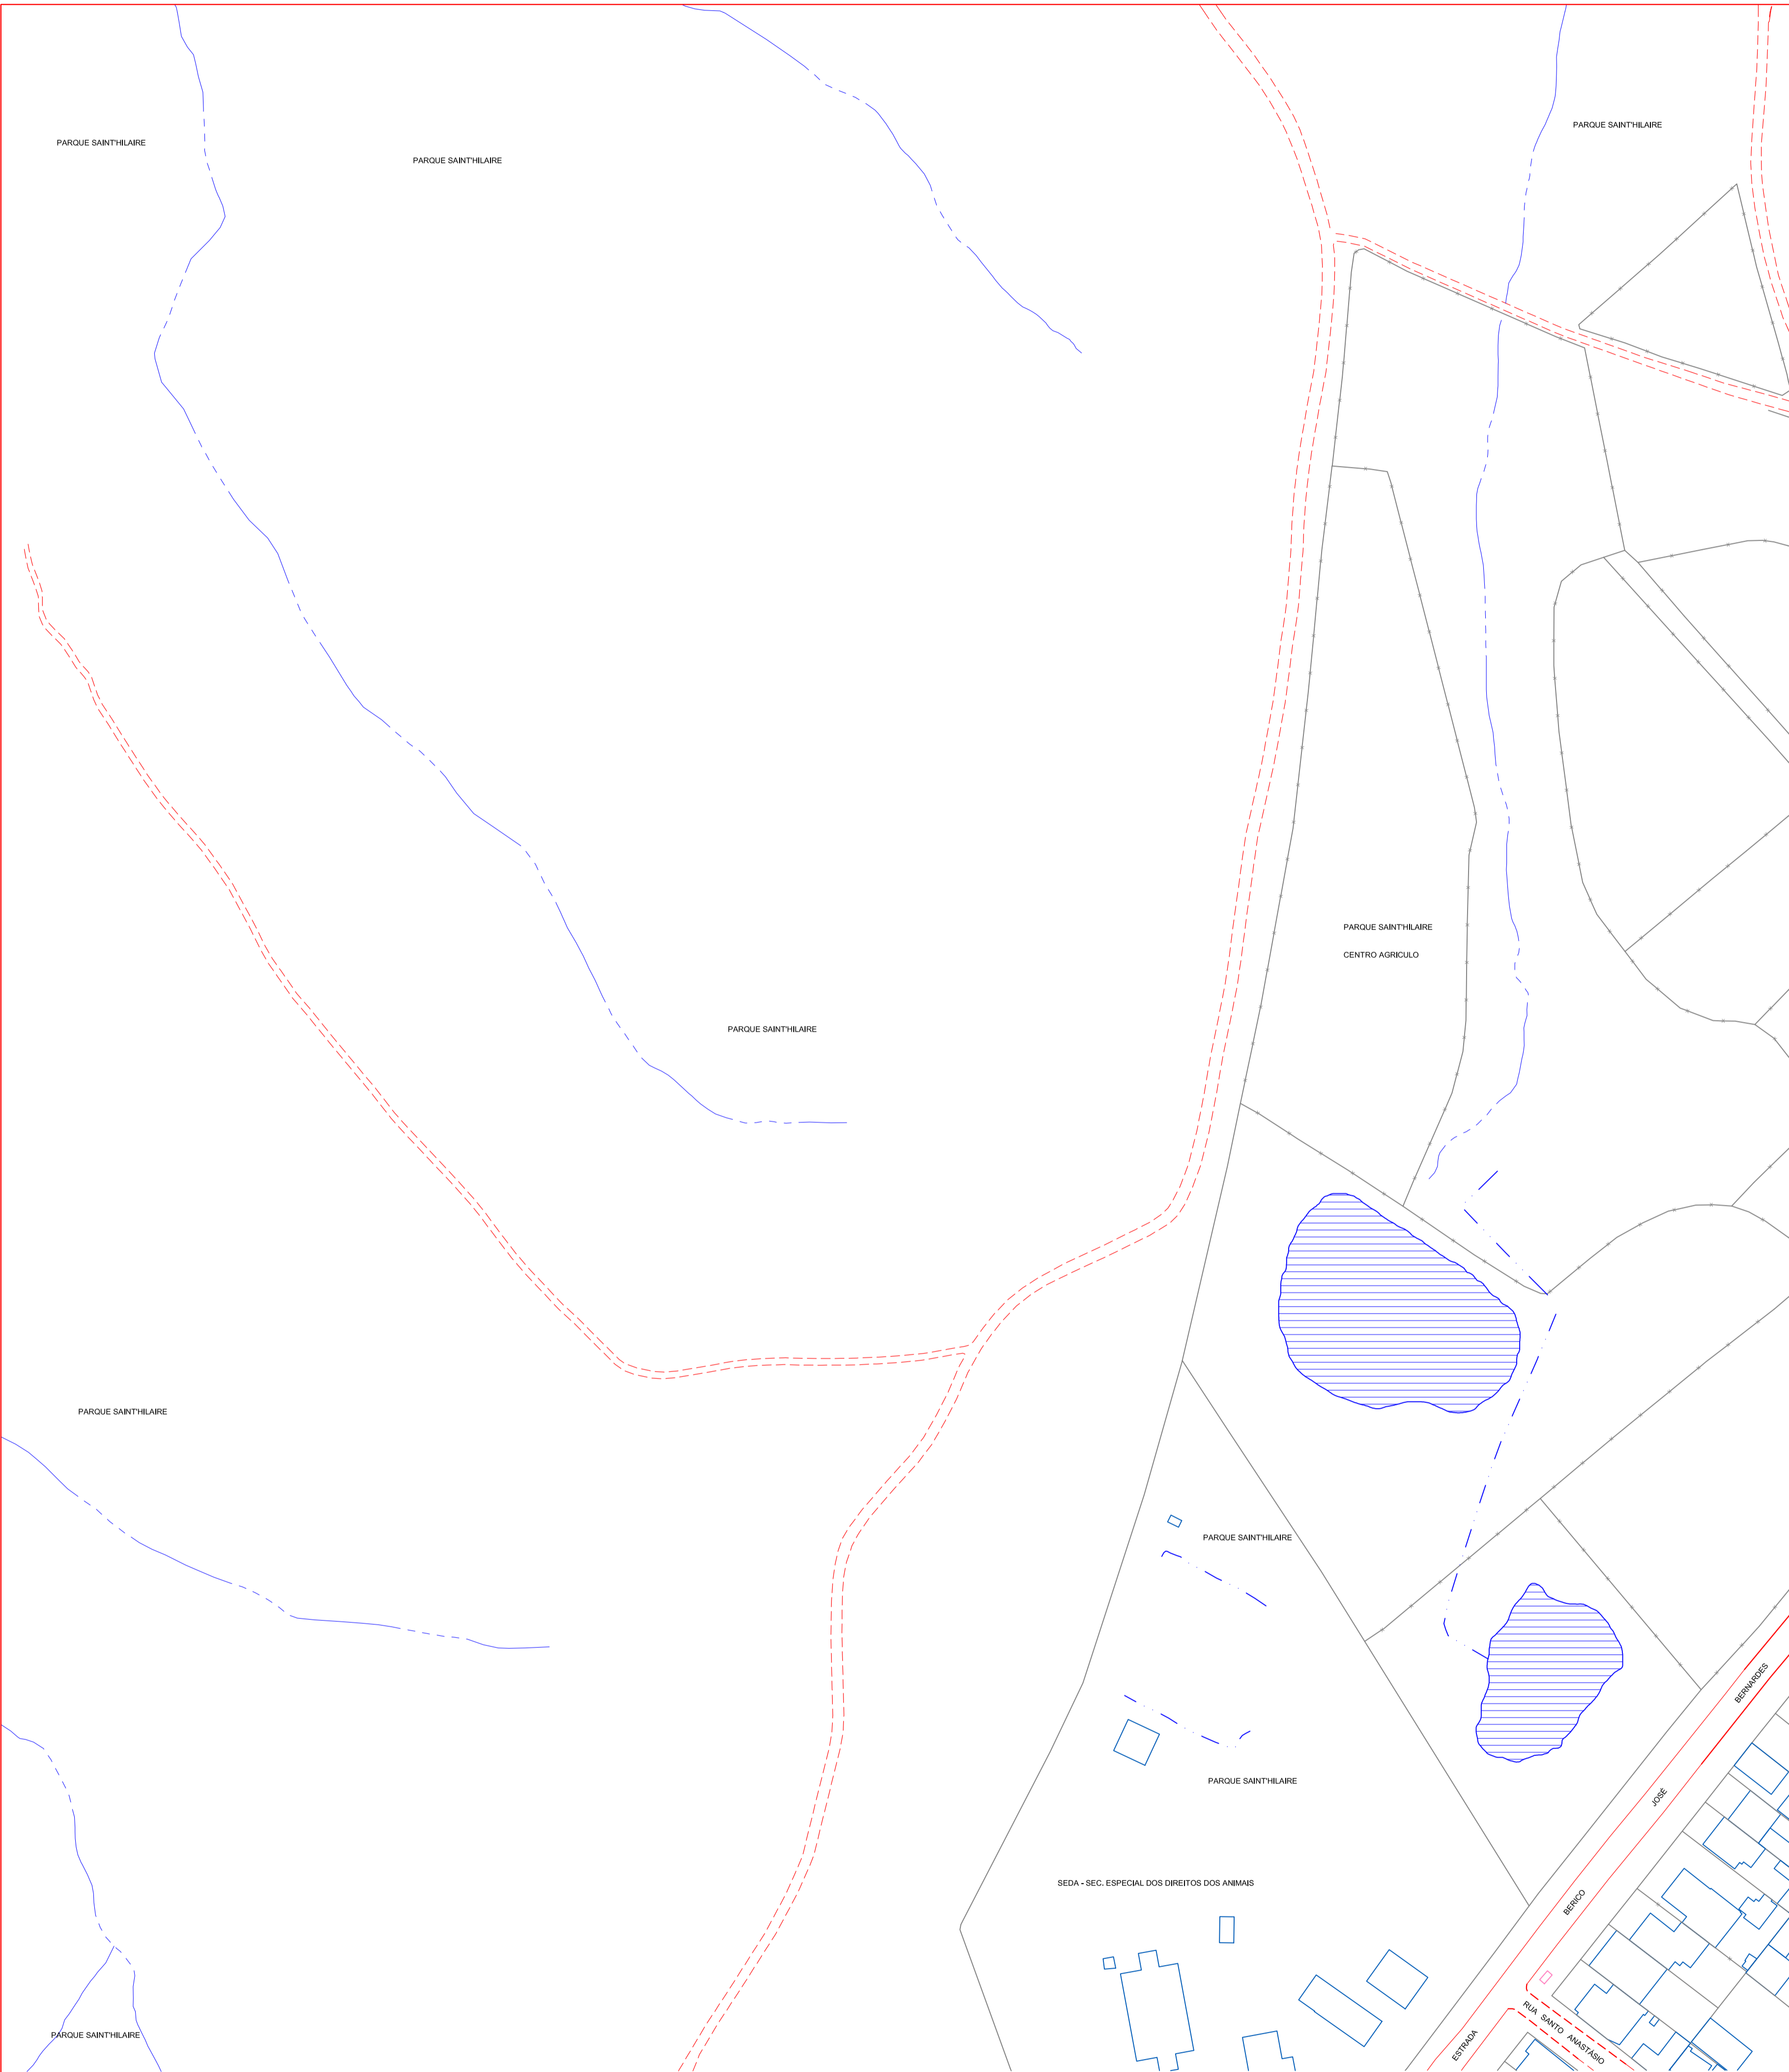 PARQUE SAINT'HILAIRE
PARQUE SAINT'HILAIRE
PARQUE SAINT'HILAIRE
PARQUE SAINT'HILAIRE
CENTRO AGRICULO
PARQUE SAINT'HILAIRE
PARQUE SAINT'HILAIRE
PARQUE SAINT'HILAIRE
PARQUE SAINT'HILAIRE
SEDA - SEC. ESPECIAL DOS DIREITOS DOS ANIMAIS
PARQUE SAINT'HILAIRE
ESTRADA BERICO JOSÉ BERNARDES
RUA SANTO ANASTÁSIO